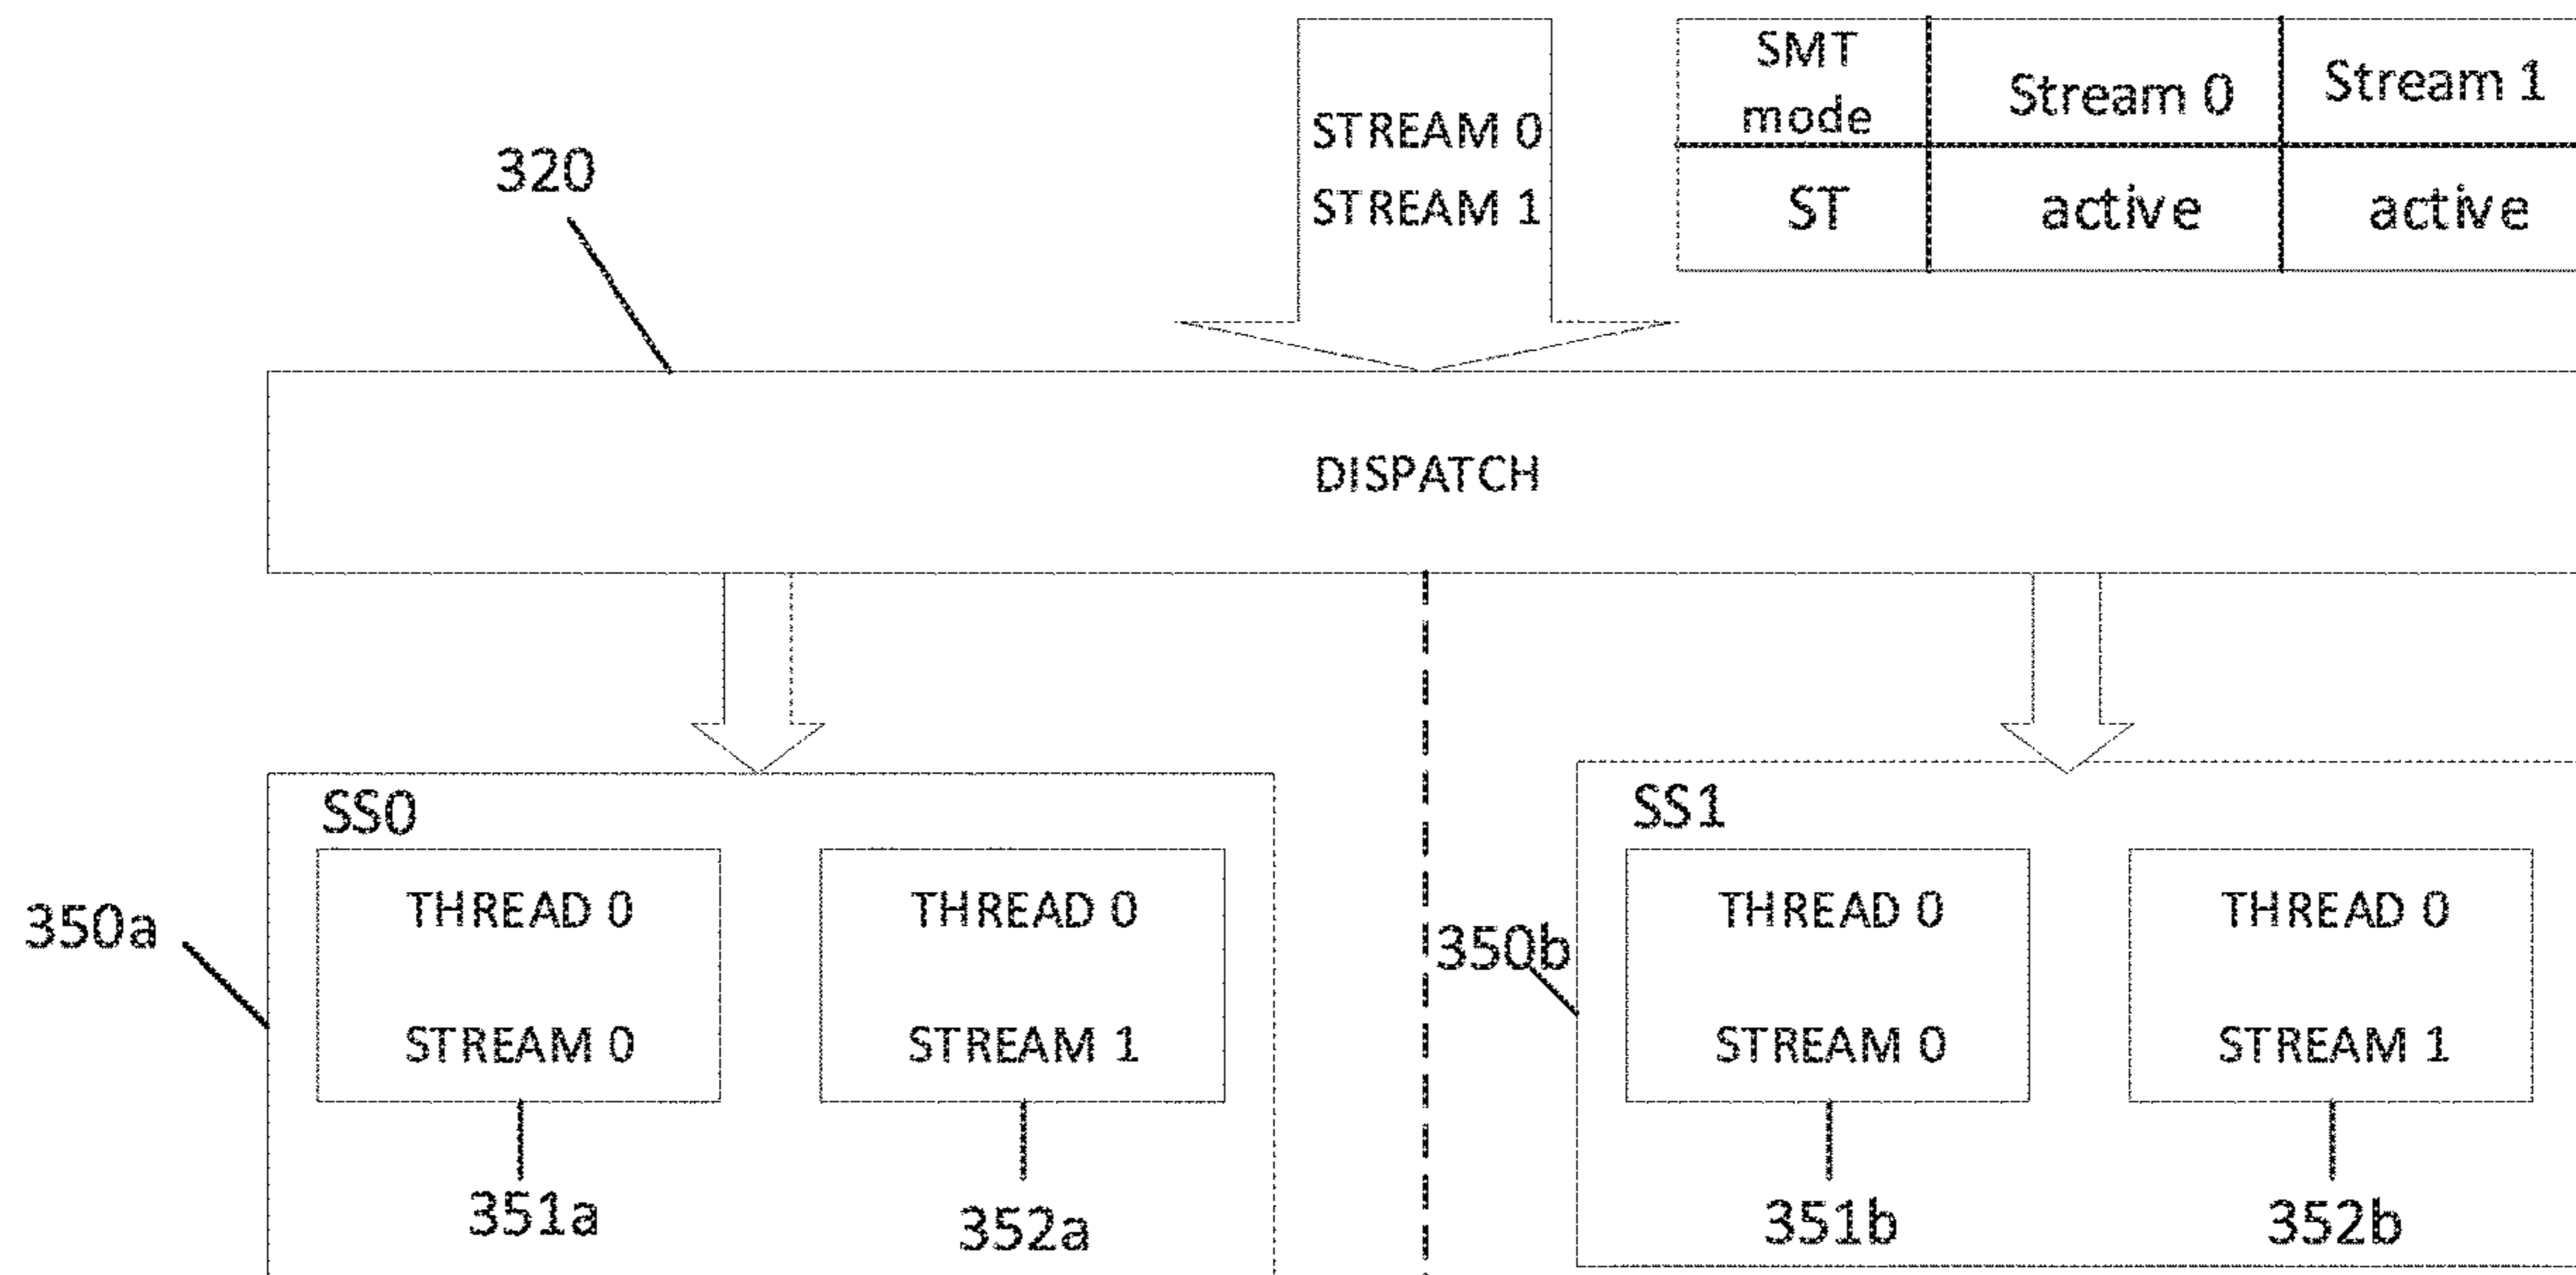 SMT
mode
Stream 0
Stream 1
STREAM 0
STREAM 1
ST
active
active
320
DISPATCH
SS0
SS1
THREAD 0
THREAD 0
THREAD 0
THREAD 0
350a
350b
STREAM 0
STREAM 1
STREAM 0
STREAM 1
351a
352a
351b
352b